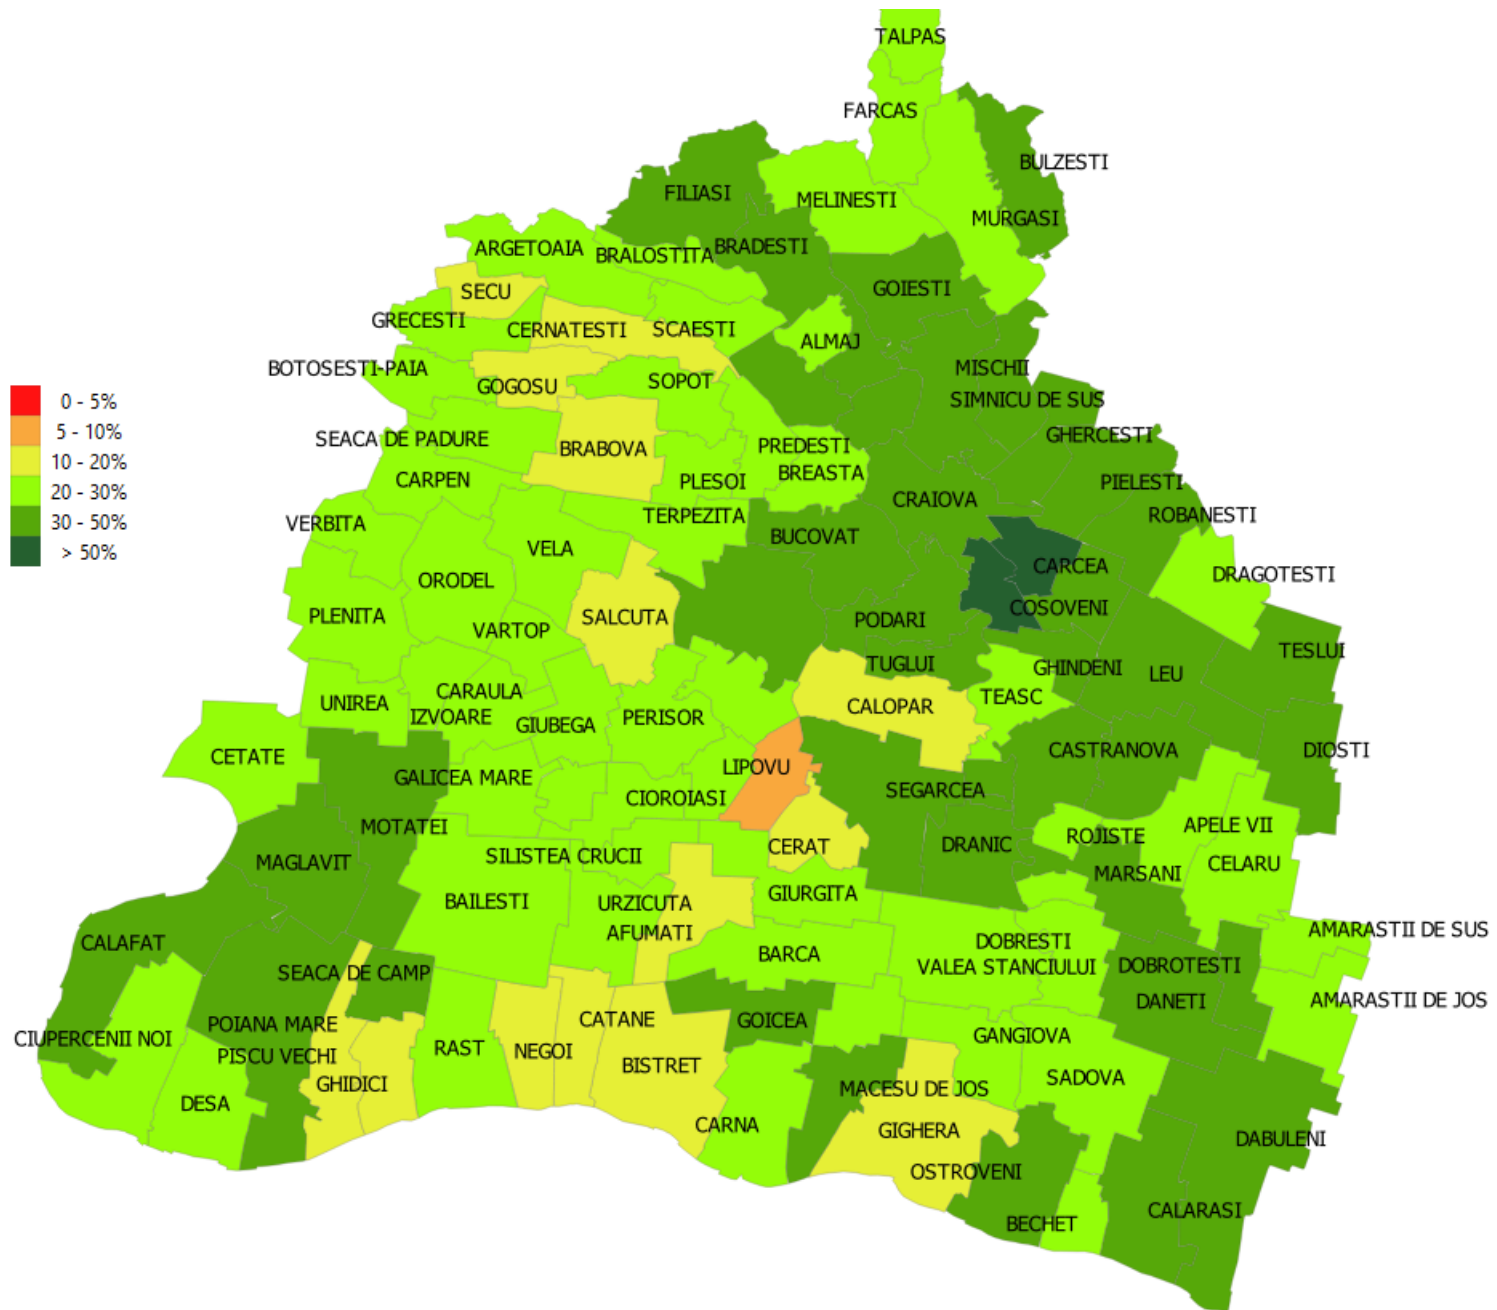 TALPAS
FARCAS
BULZESTI
FILIASI
MELINESTI
MURGASI
ARGETOAIA
BRALOSTITA
BRADESTI
SECU
GOIESTI
GRECESTI
CERNATESTI
SCAESTI
ALMAJ
BOTOSESTI-PAIA
GOGOSU
SOPOT
MISCHII
SIMNICU DE SUS
0 - 5%
5 - 10%
10 - 20%
20 - 30%
30 - 50%
> 50%
SEACA DE PADURE
BRABOVA
PREDESTI
GHERCESTI
CARPEN
PLESOI
BREASTA
PIELESTI
CRAIOVA
VERBITA
TERPEZITA
ROBANESTI
BUCOVAT
VELA
CARCEA
DRAGOTESTI
ORODEL
PLENITA
VARTOP
SALCUTA
PODARI
COSOVENI
TESLUI
TUGLUI
GHINDENI
LEU
UNIREA
CARAULA
IZVOARE
GIUBEGA
PERISOR
CALOPAR
TEASC
CETATE
GALICEA MARE
LIPOVU
CASTRANOVA
DIOSTI
CIOROIASI
SEGARCEA
MOTATEI
MAGLAVIT
SILISTEA CRUCII
CERAT
DRANIC
ROJISTE
APELE VII
MARSANI
CELARU
BAILESTI
URZICUTA
GIURGITA
AFUMATI
CALAFAT
SEACA DE CAMP
BARCA
DOBRESTI
VALEA STANCIULUI
DOBROTESTI
AMARASTII DE SUS
DANETI
AMARASTII DE JOS
CIUPERCENII NOI
POIANA MARE
PISCU VECHI
RAST
NEGOI
CATANE
GOICEA
GANGIOVA
BISTRET
GHIDICI
DESA
MACESU DE JOS
SADOVA
CARNA
GIGHERA
DABULENI
OSTROVENI
BECHET
CALARASI